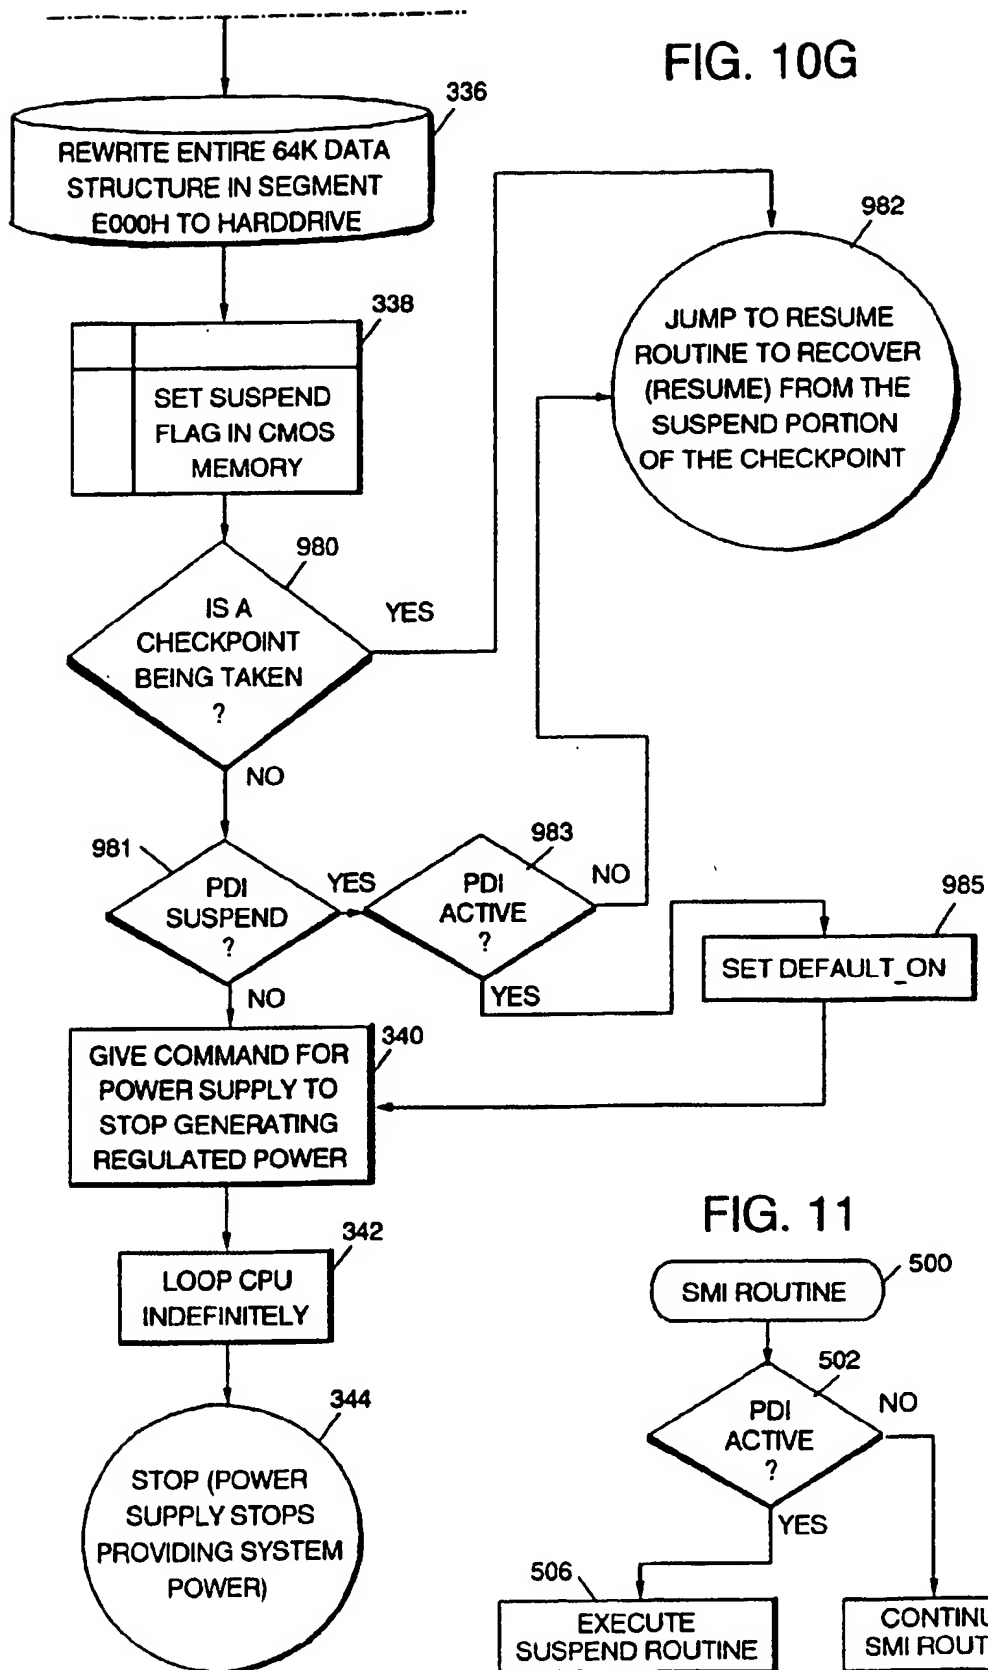 FIG. 10G
336
REWRITE ENTIRE 64K DATA
STRUCTURE IN SEGMENT
E000H TO HARDDRIVE
982
338
JUMP TO RESUME
ROUTINE TO RECOVER
(RESUME) FROM THE
SUSPEND PORTION
OF THE CHECKPOINT
SET SUSPEND
FLAG IN CMOS
MEMORY
980
IS A
CHECKPOINT
BEING TAKEN
?
YES
NO
981
PDI
SUSPEND
?
YES
NO
983
PDI
ACTIVE
?
NO
YES
985
SET DEFAULT_ON
340
GIVE COMMAND FOR
POWER SUPPLY TO
STOP GENERATING
REGULATED POWER
342
LOOP CPU
INDEFINITELY
344
STOP (POWER
SUPPLY STOPS
PROVIDING SYSTEM
POWER)
FIG. 11
500
SMI ROUTINE
502
PDI
ACTIVE
?
NO
YES
506
EXECUTE
SUSPEND ROUTINE
SMI